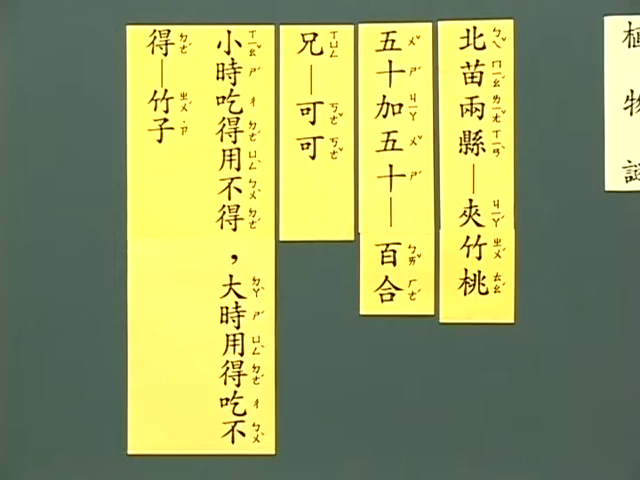 植物謎
北苗兩縣—夾竹桃
五十加五十—百合
兄—可可
小時吃得用不得，大時用得吃不
得—竹子